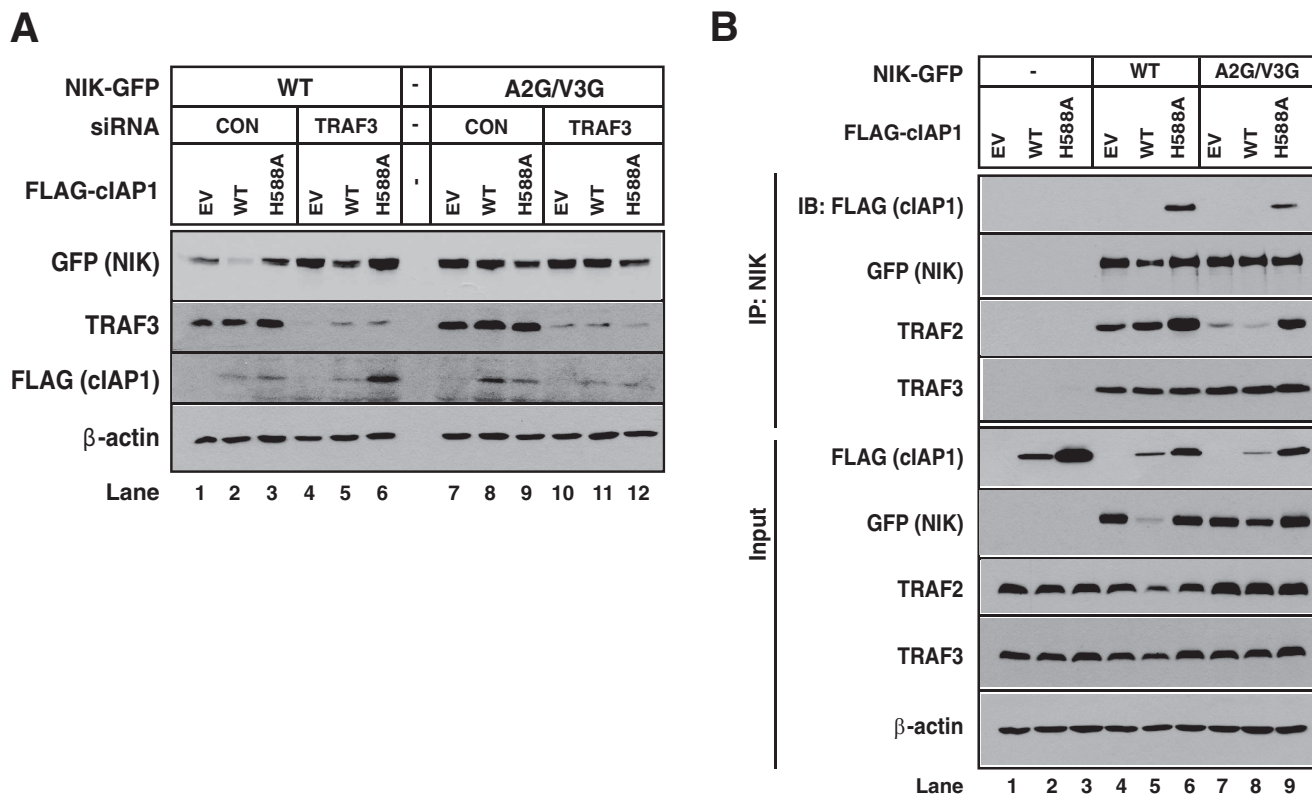 A
NIK-GFP WT - A2G/V3G
siRNA CON TRAF3 - CON TRAF3
FLAG-cIAP1 EV WT H588A EV WT H588A - EV WT H588A EV WT H588A
GFP (NIK)
TRAF3
FLAG (cIAP1)
β-actin
Lane 1 2 3 4 5 6 7 8 9 10 11 12
B
NIK-GFP - WT A2G/V3G
FLAG-cIAP1 EV WT H588A EV WT H588A EV WT H588A
IP: NIK
IB: FLAG (cIAP1)
GFP (NIK)
TRAF2
TRAF3
Input
FLAG (cIAP1)
GFP (NIK)
TRAF2
TRAF3
β-actin
Lane 1 2 3 4 5 6 7 8 9